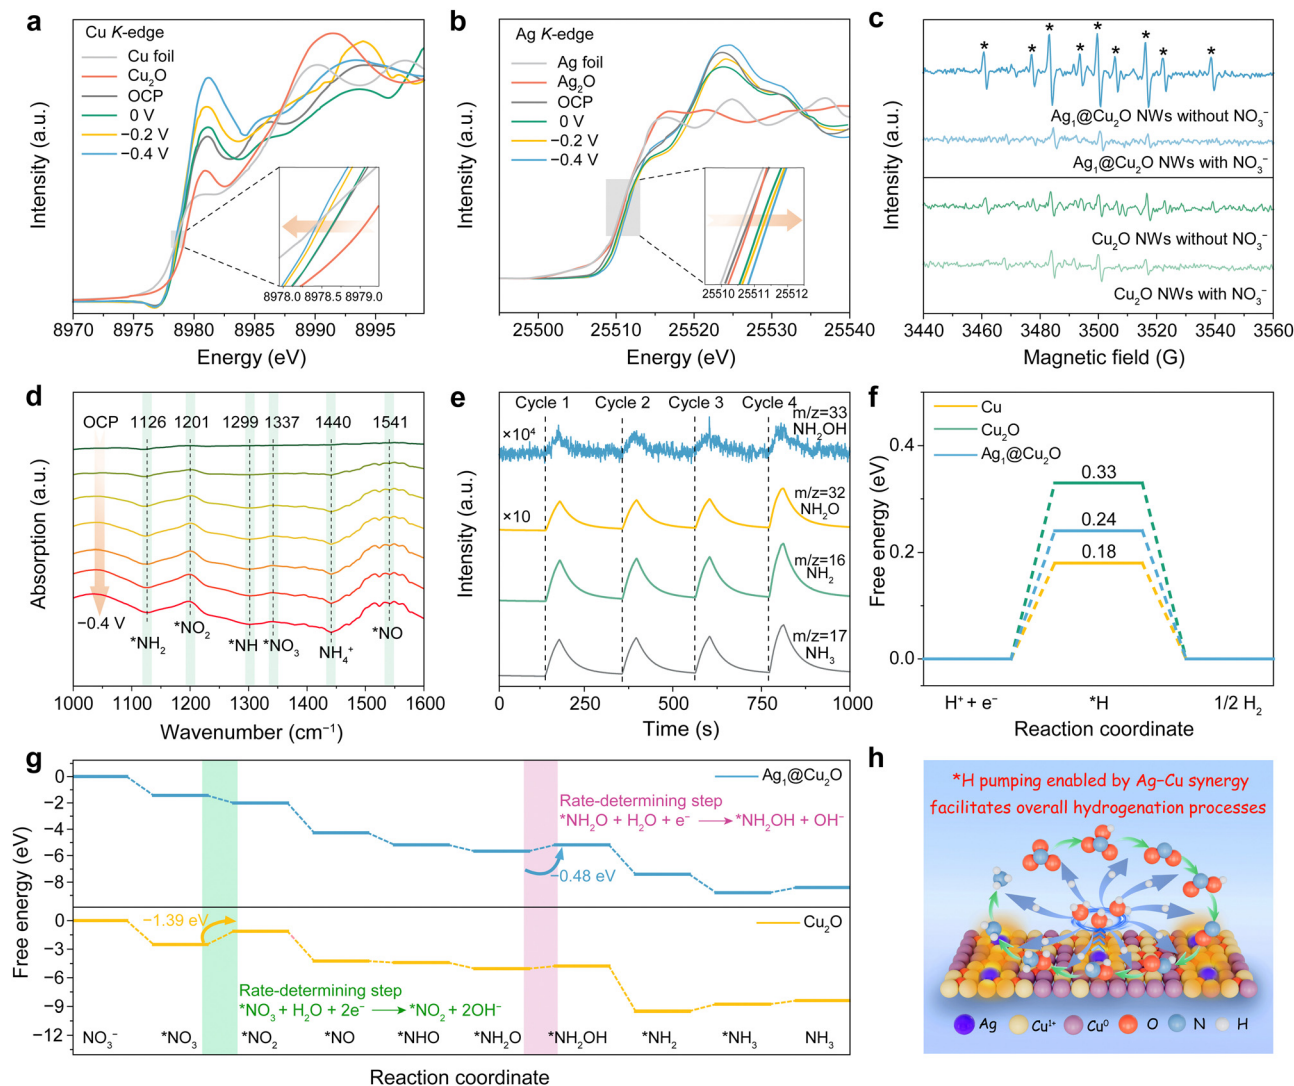 a
Cu K-edge
Cu foil
Cu₂O
OCP
0 V
−0.2 V
−0.4 V
Intensity (a.u.)
8978.0 8978.5 8979.0
8970 8975 8980 8985 8990 8995
Energy (eV)
b
Ag K-edge
Ag foil
Ag₂O
OCP
0 V
−0.2 V
−0.4 V
Intensity (a.u.)
25510 25511 25512
25500 25510 25520 25530 25540
Energy (eV)
c
* * * * * * * * *
Ag₁@Cu₂O NWs without NO₃⁻
Ag₁@Cu₂O NWs with NO₃⁻
Cu₂O NWs without NO₃⁻
Cu₂O NWs with NO₃⁻
Intensity (a.u.)
3440 3460 3480 3500 3520 3540 3560
Magnetic field (G)
d
OCP 1126 1201 1299 1337 1440 1541
−0.4 V
*NH₂ *NO₂ *NH *NO₃ NH₄⁺ *NO
Absorption (a.u.)
1000 1100 1200 1300 1400 1500 1600
Wavenumber (cm⁻¹)
e
Cycle 1 Cycle 2 Cycle 3 Cycle 4
×10⁴
m/z=33
NH₂OH
×10
m/z=32
NH₂O
m/z=16
NH₂
m/z=17
NH₃
Intensity (a.u.)
0 250 500 750 1000
Time (s)
f
Cu
Cu₂O
Ag₁@Cu₂O
0.33
0.24
0.18
0.4
0.2
0.0
Free energy (eV)
H⁺ + e⁻ *H 1/2 H₂
Reaction coordinate
g
Ag₁@Cu₂O
Rate-determining step
*NH₂O + H₂O + e⁻ ⟶ *NH₂OH + OH⁻
−0.48 eV
0
−2
−4
−6
−8
Free energy (eV)
Cu₂O
−1.39 eV
Rate-determining step
*NO₃ + H₂O + 2e⁻ ⟶ *NO₂ + 2OH⁻
0
−3
−6
−9
−12
NO₃⁻ *NO₃ *NO₂ *NO *NHO *NH₂O *NH₂OH *NH₂ *NH₃ NH₃
Reaction coordinate
h
*H pumping enabled by Ag−Cu synergy
facilitates overall hydrogenation processes
Ag Cu¹⁺ Cu⁰ O N H